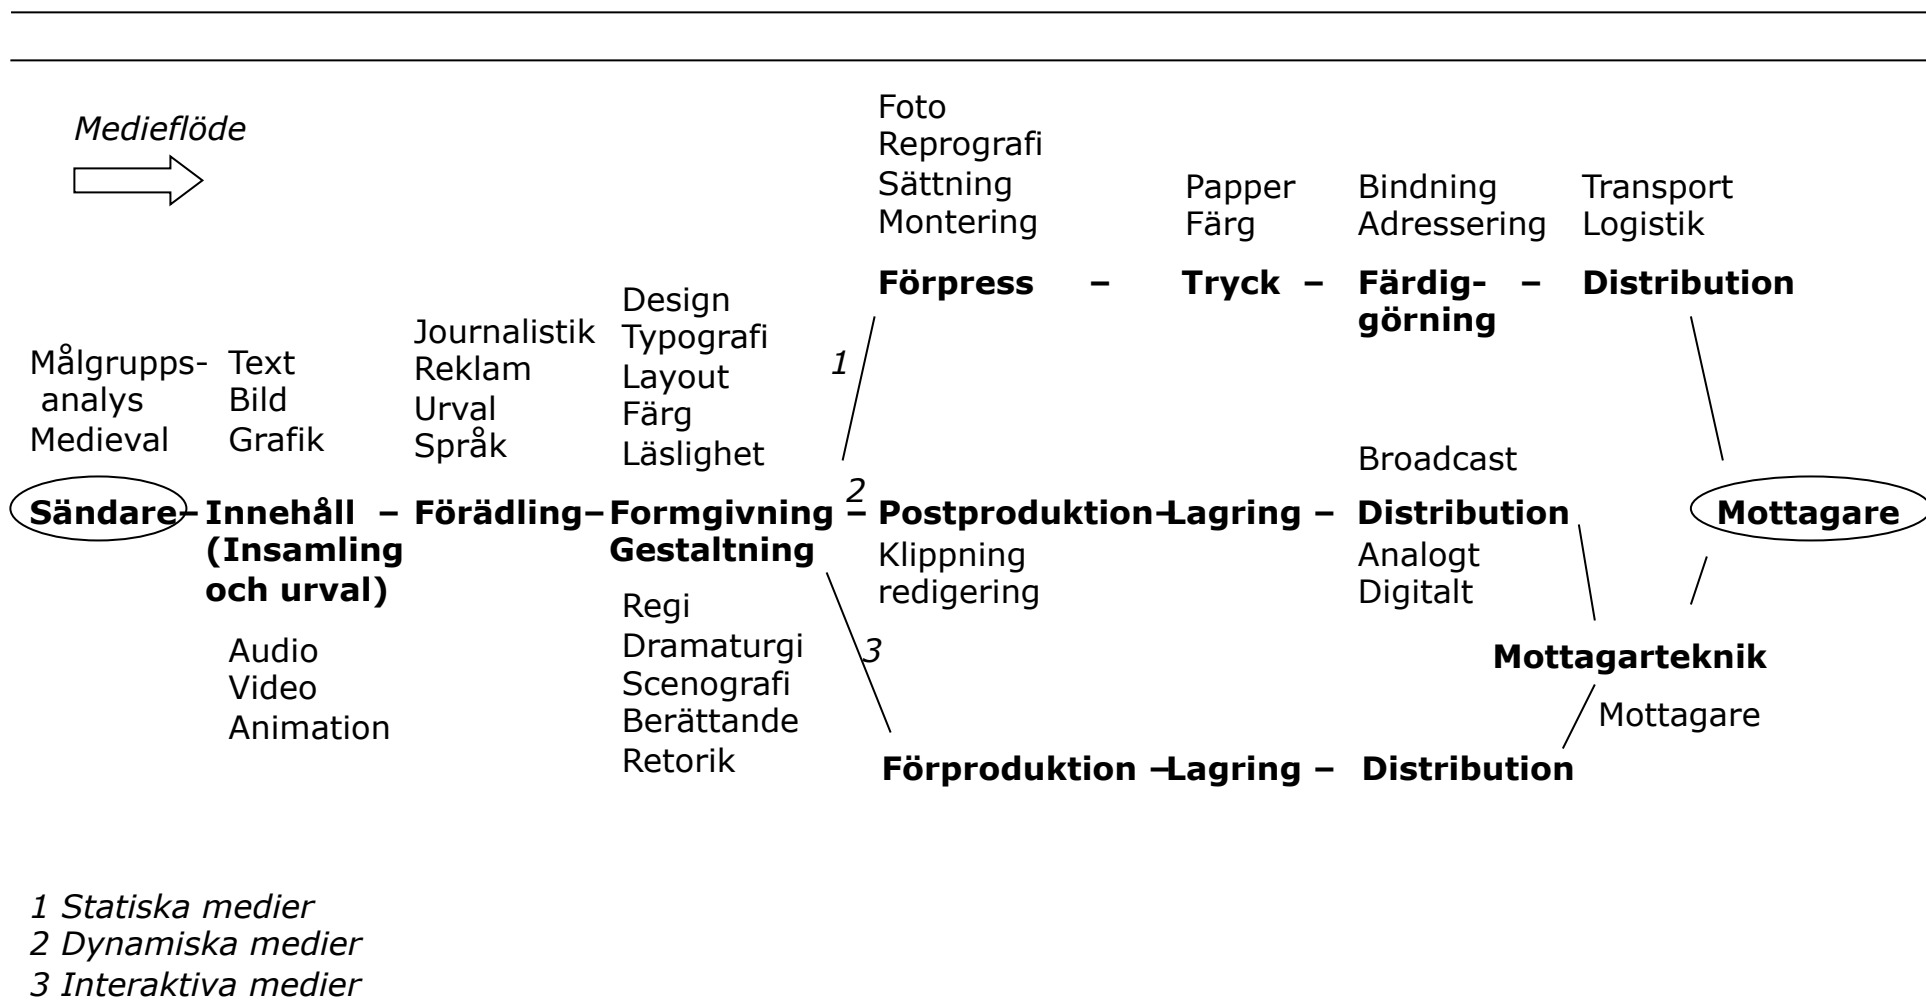 Medieflöde
Foto
Reprografi
Sättning
Montering
Papper
Färg
Bindning
Adressering
Transport
Logistik
Förpress –
Tryck –
Färdig- –
görning
Distribution
Målgrupps-
analys
Medieval
Text
Bild
Grafik
Journalistik
Reklam
Urval
Språk
Design
Typografi
Layout
Färg
Läslighet
1
2
3
Broadcast
Sändare –
Innehåll –
(Insamling
och urval)
Förädling –
Formgivning –
Gestaltning
Postproduktion –
Lagring –
Distribution
Mottagare
Klippning
redigering
Analogt
Digitalt
Audio
Video
Animation
Regi
Dramaturgi
Scenografi
Berättande
Retorik
Mottagarteknik
Mottagare
Förproduktion –
Lagring –
Distribution
1 Statiska medier
2 Dynamiska medier
3 Interaktiva medier